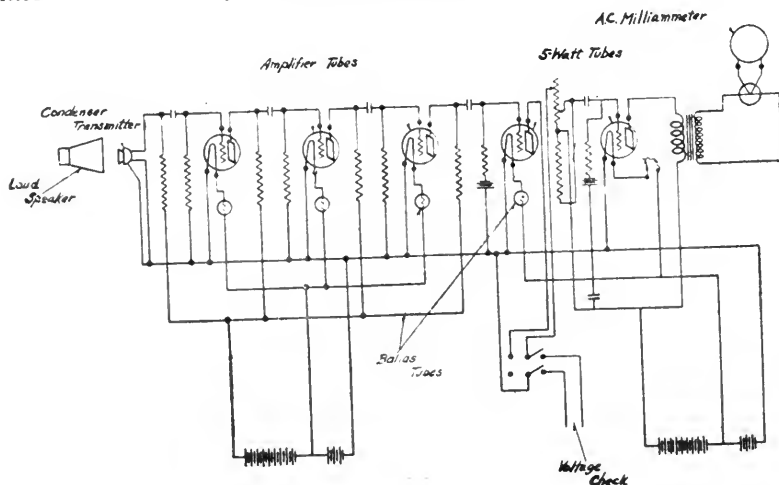 A.C. Milliammeter
5-Watt Tubes
Amplifier Tubes
Condenser
Transmitter
Loud
Speaker
Ballas
Tubes
Voltage
Check